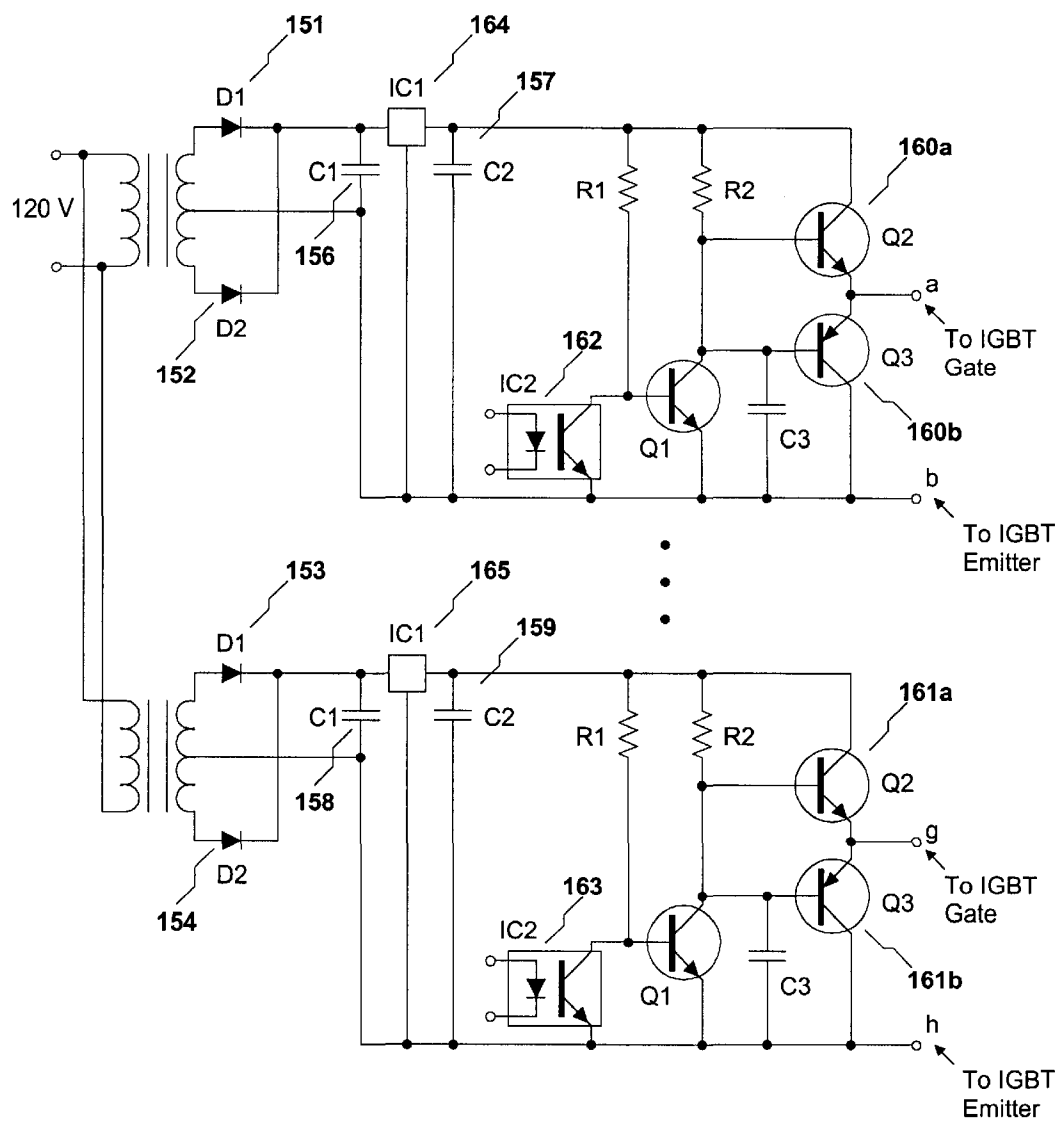 151
164
D1
IC1
157
160a
C1
C2
R1
R2
Q2
120 V
156
a
To IGBT
Gate
D2
152
162
Q3
IC2
Q1
C3
160b
b
To IGBT
Emitter
153
165
D1
IC1
159
161a
C1
C2
R1
R2
Q2
158
g
To IGBT
Gate
D2
154
163
Q3
IC2
Q1
C3
161b
h
To IGBT
Emitter